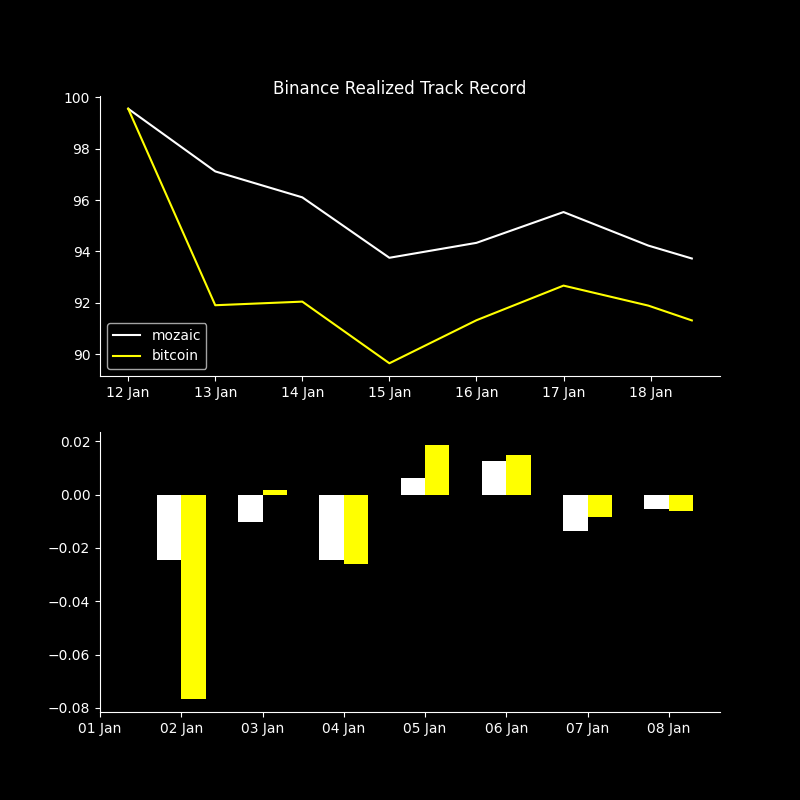 Binance Realized Track Record
100
98
96
94
92
90
mozaic
bitcoin
12 Jan 13 Jan 14 Jan 15 Jan 16 Jan 17 Jan 18 Jan
0.02
0.00
−0.02
−0.04
−0.06
−0.08
01 Jan 02 Jan 03 Jan 04 Jan 05 Jan 06 Jan 07 Jan 08 Jan